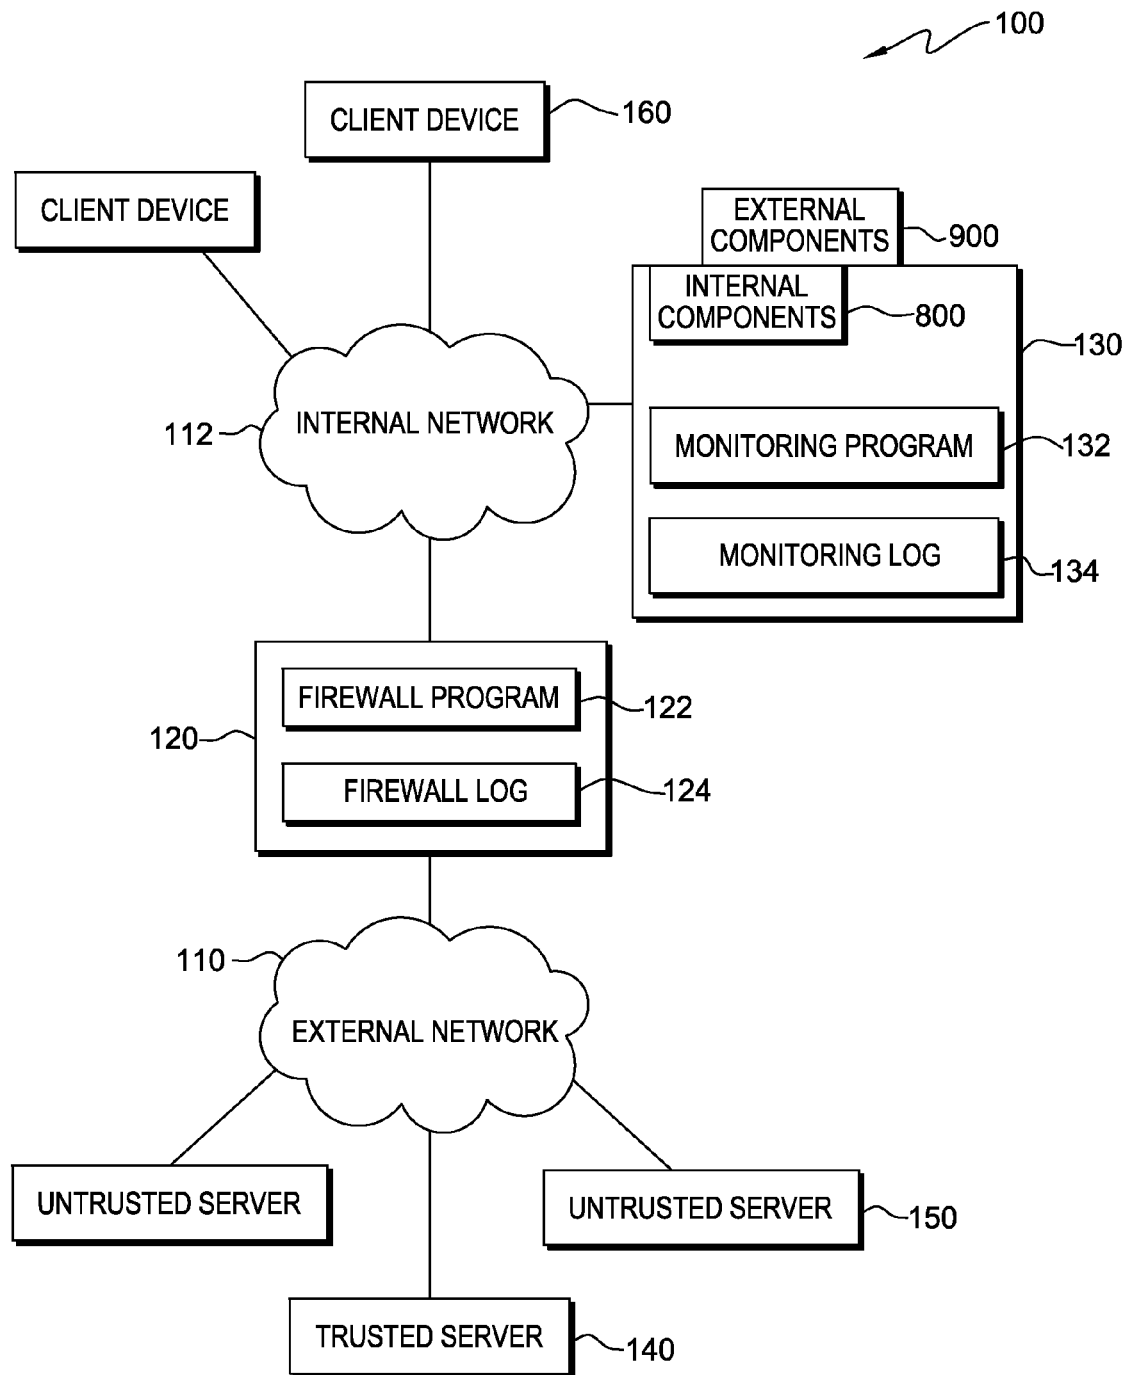 100
CLIENT DEVICE
160
CLIENT DEVICE
EXTERNAL
COMPONENTS
900
INTERNAL
COMPONENTS
800
130
112
INTERNAL NETWORK
MONITORING PROGRAM
132
MONITORING LOG
134
FIREWALL PROGRAM
122
120
FIREWALL LOG
124
110
EXTERNAL NETWORK
UNTRUSTED SERVER
UNTRUSTED SERVER
150
TRUSTED SERVER
140